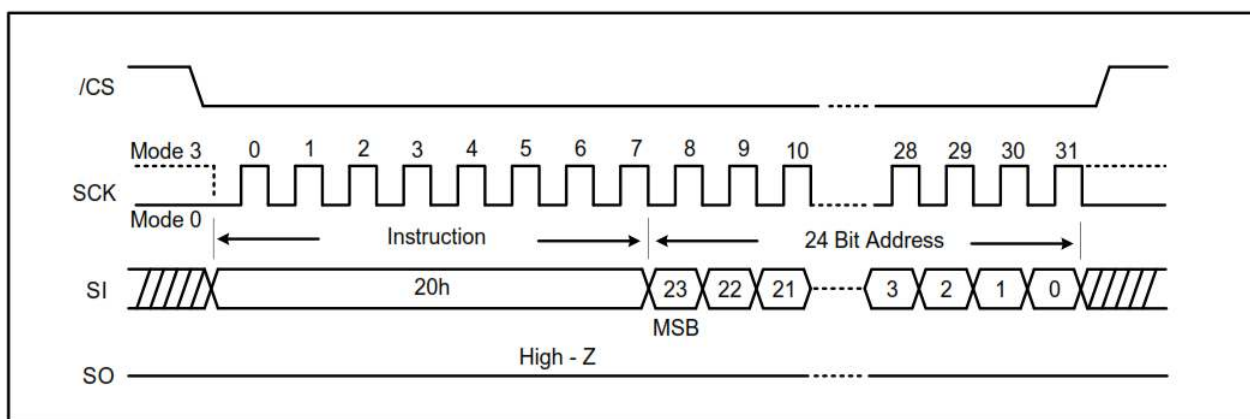 /CS
Mode 3 0 1 2 3 4 5 6 7 8 9 10 28 29 30 31
SCK
Mode 0
Instruction 24 Bit Address
SI 20h 23 22 21 3 2 1 0
MSB
High - Z
SO